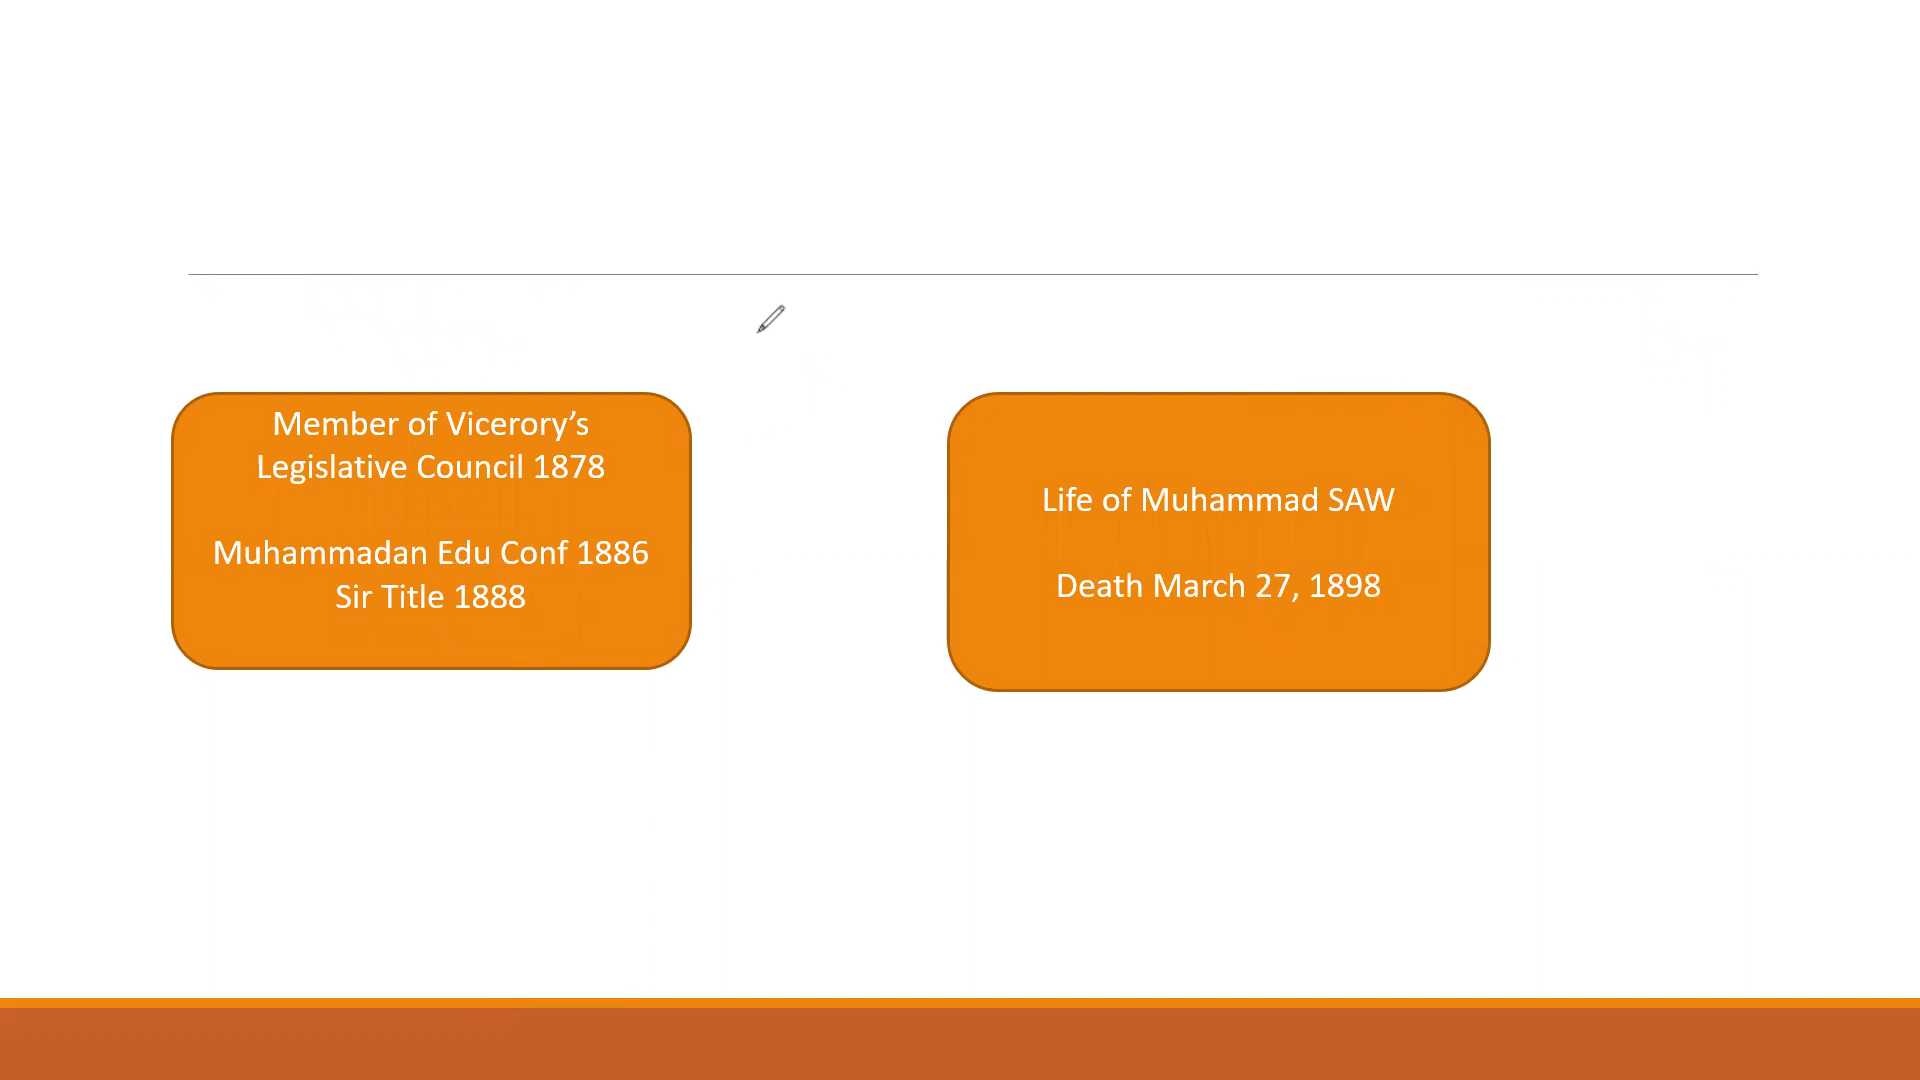 Member of Vicerory’s
Legislative Council 1878
Muhammadan Edu Conf 1886
Sir Title 1888
Life of Muhammad SAW
Death March 27, 1898